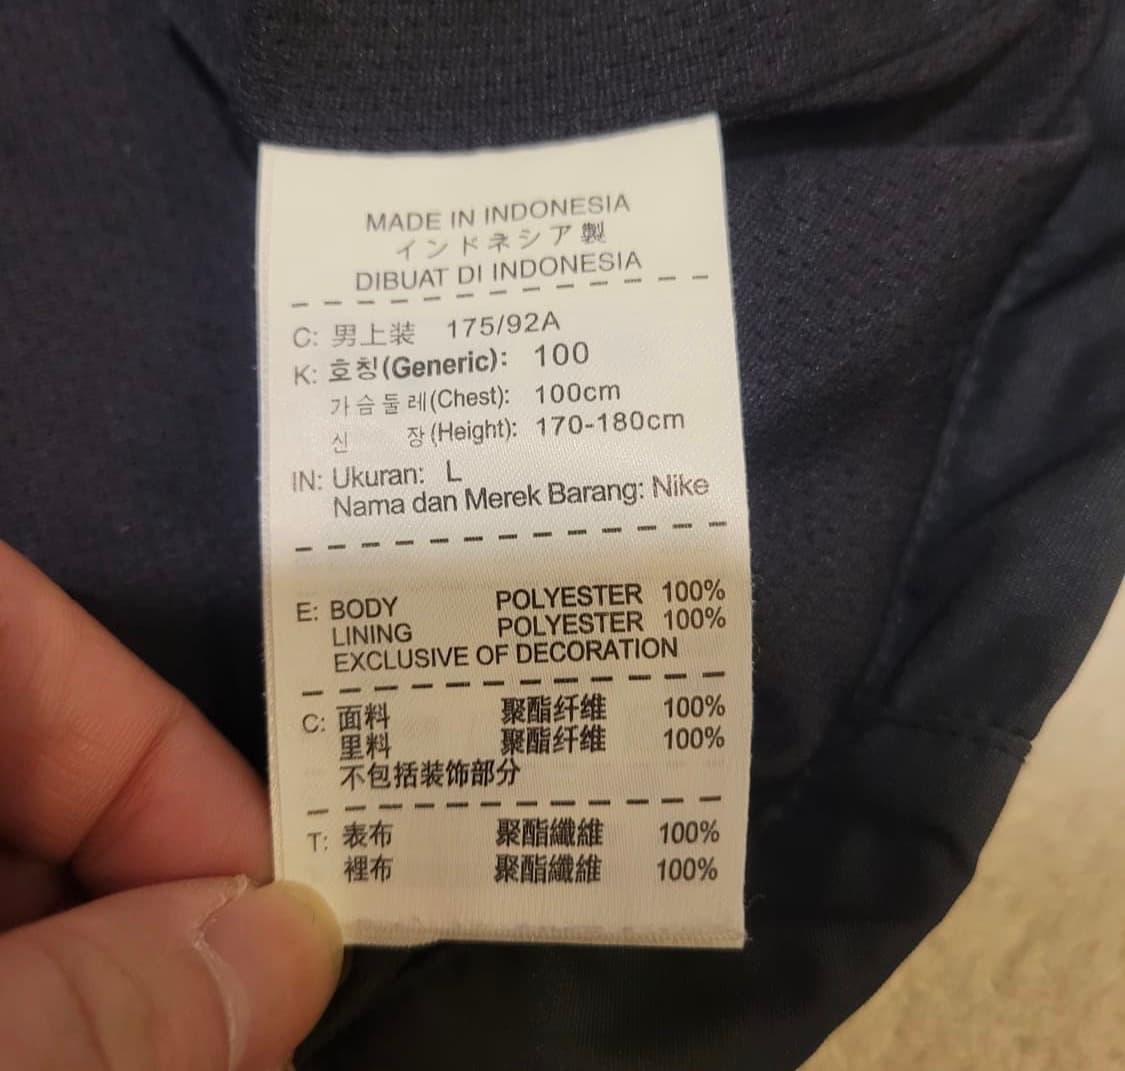 MADE IN INDONESIA
インドネシア製
DIBUAT DI INDONESIA
C: 男上装 175/92A
K: 호칭(Generic): 100
가슴둘레(Chest): 100cm
신 장(Height): 170-180cm
IN: Ukuran: L
Nama dan Merek Barang: Nike
E: BODY POLYESTER 100%
LINING POLYESTER 100%
EXCLUSIVE OF DECORATION
C: 面料 聚酯纤维 100%
里料 聚酯纤维 100%
不包括装饰部分
T: 表布 聚酯纖維 100%
裡布 聚酯纖維 100%